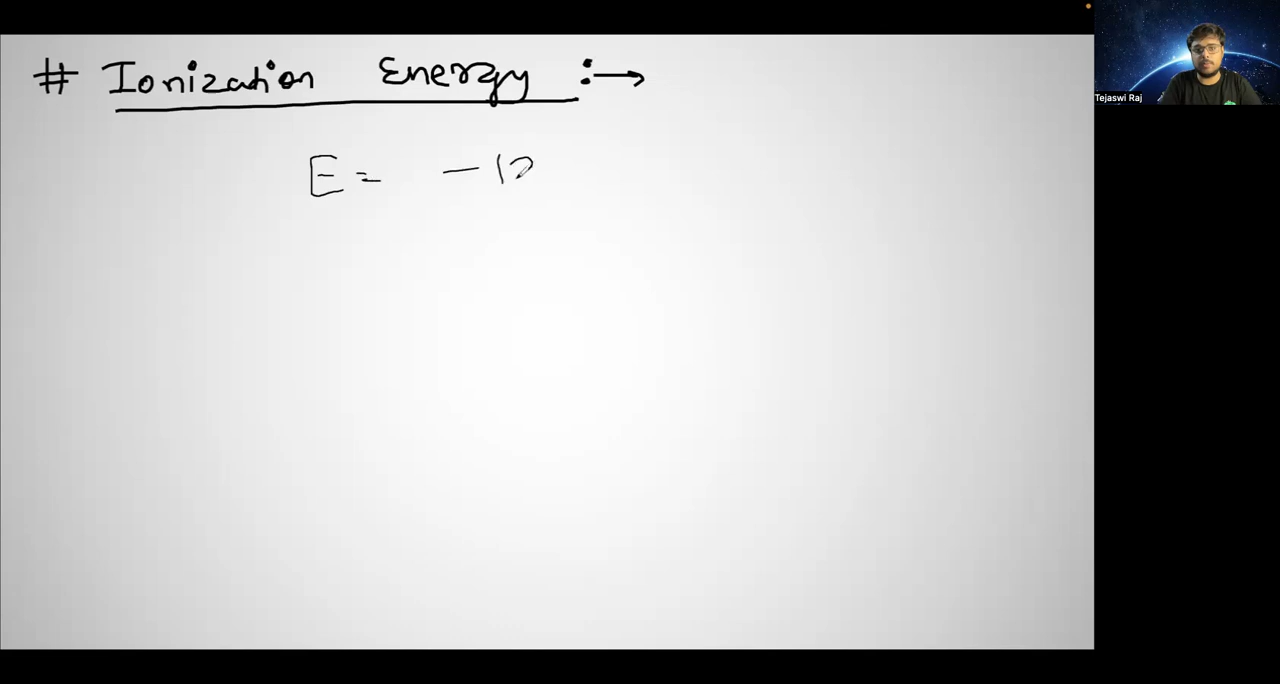 # Ionization Energy :→
E = -12
Tejaswi Raj